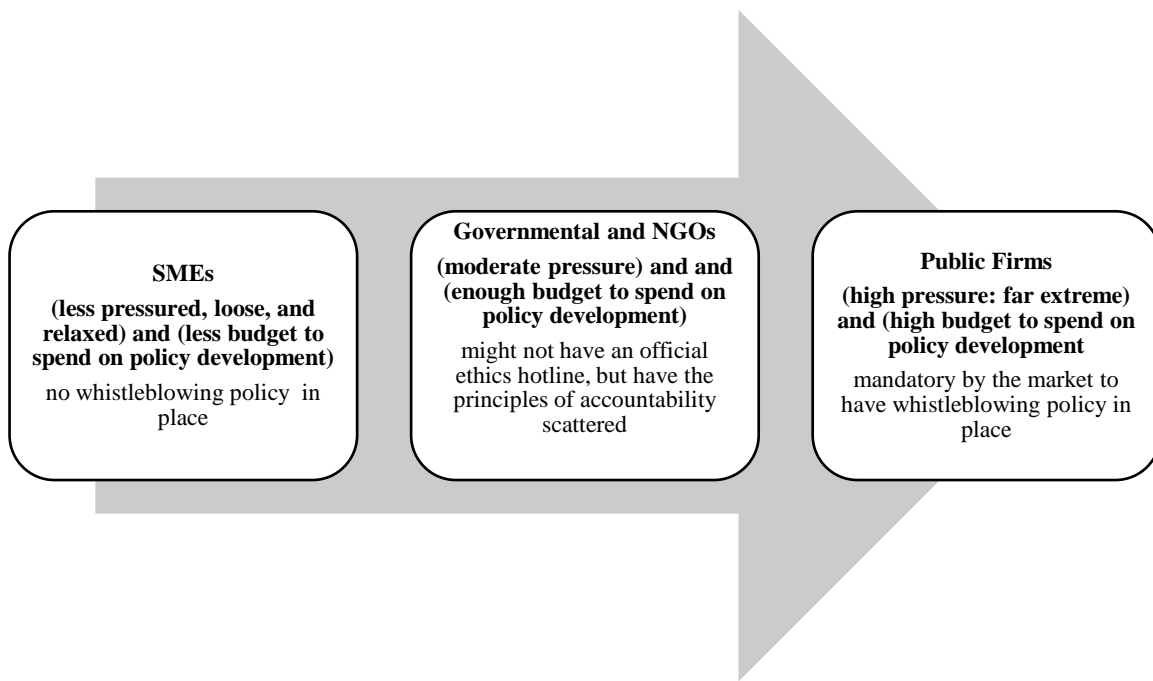 SMEs
(less pressured, loose, and
relaxed) and (less budget to
spend on policy development)
no whistleblowing policy  in
place
Governmental and NGOs
(moderate pressure) and and
(enough budget to spend on
policy development)
might not have an official
ethics hotline, but have the
principles of accountability
scattered
Public Firms
(high pressure: far extreme)
and (high budget to spend on
policy development
mandatory by the market to
have whistleblowing policy in
place